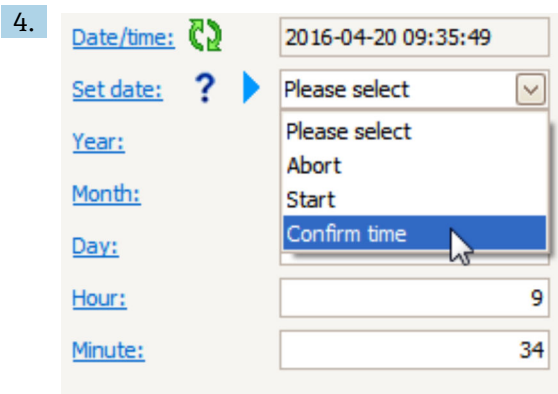 4.
Date/time: 2016-04-20 09:35:49
Set date: ? Please select
Please select
Year:
Abort
Month:
Start
Confirm time
Day:
Hour: 9
Minute: 34